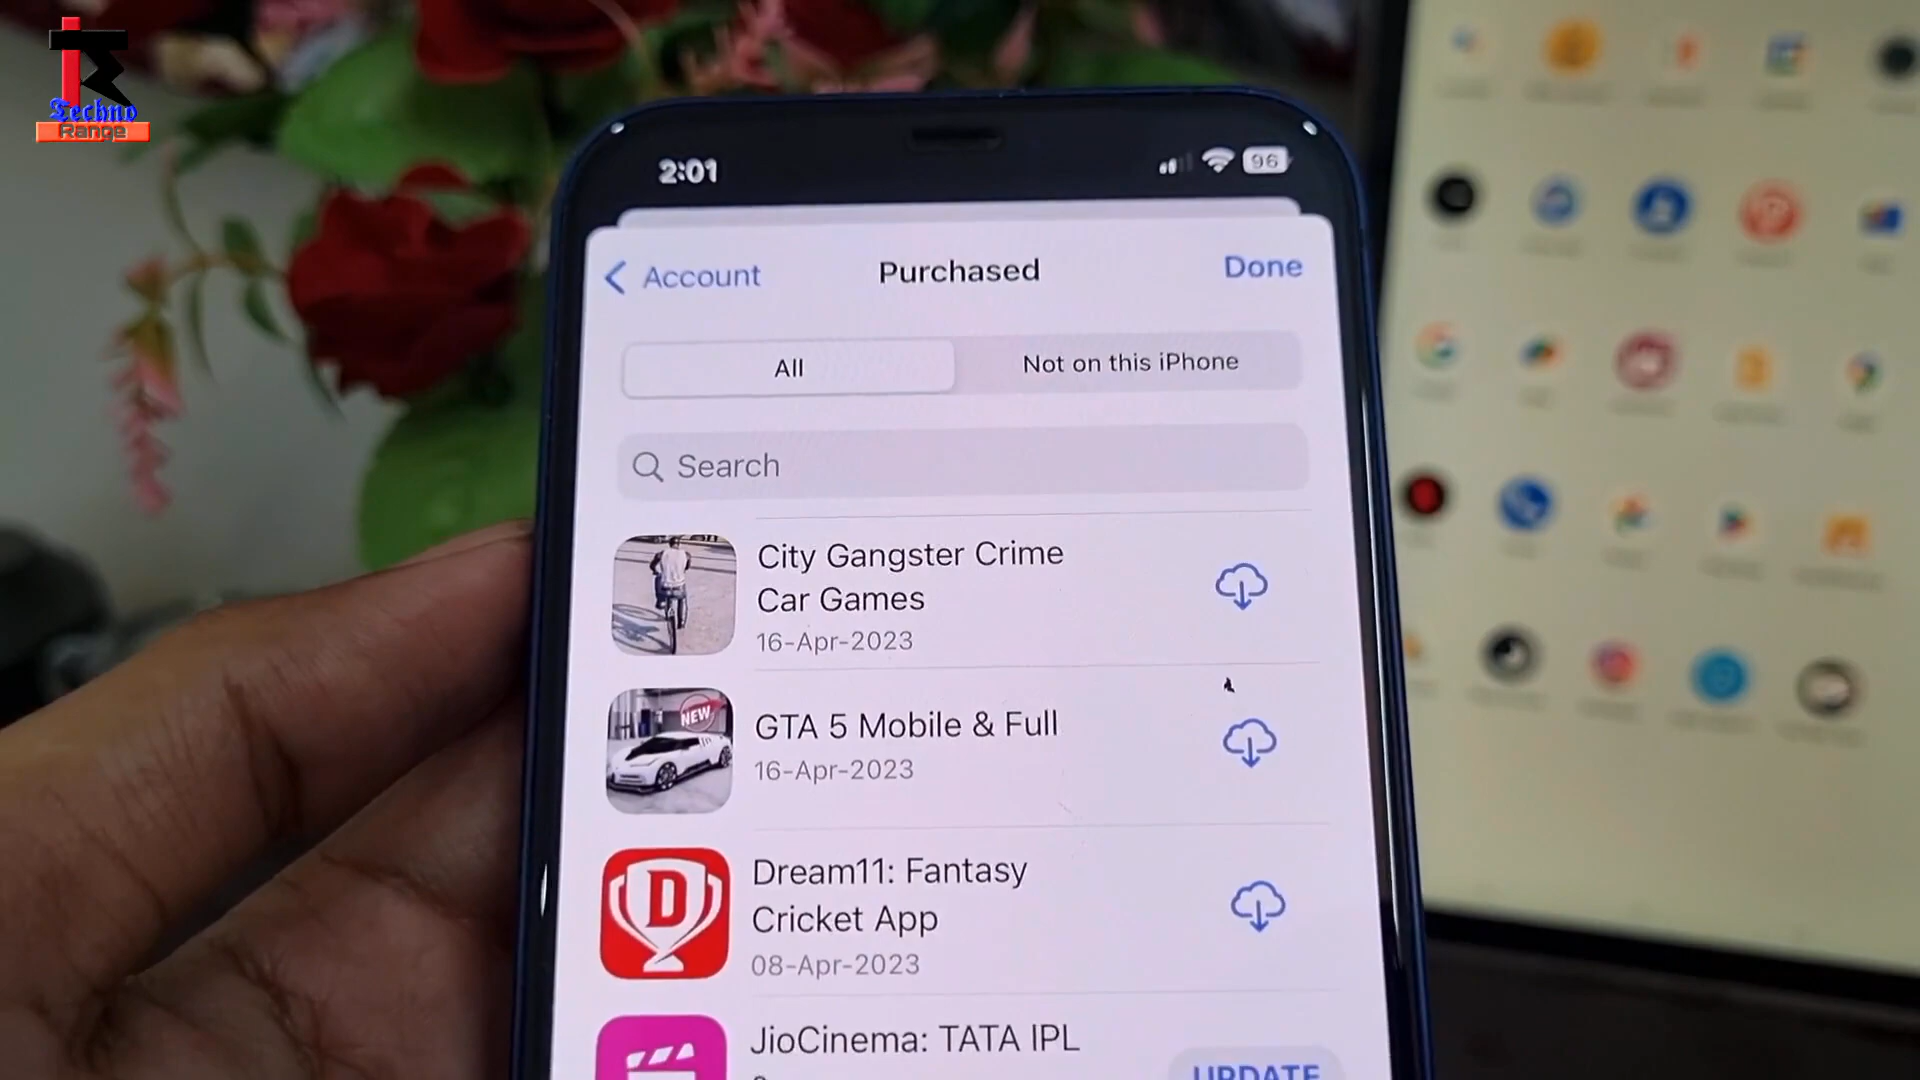 Techno
Range
2:01
96
Account
Purchased
Done
All
Not on this iPhone
Search
City Gangster Crime
Car Games
16-Apr-2023
NEW
GTA 5 Mobile & Full
16-Apr-2023
D
Dream11: Fantasy
Cricket App
08-Apr-2023
JioCinema: TATA IPL
UPDATE